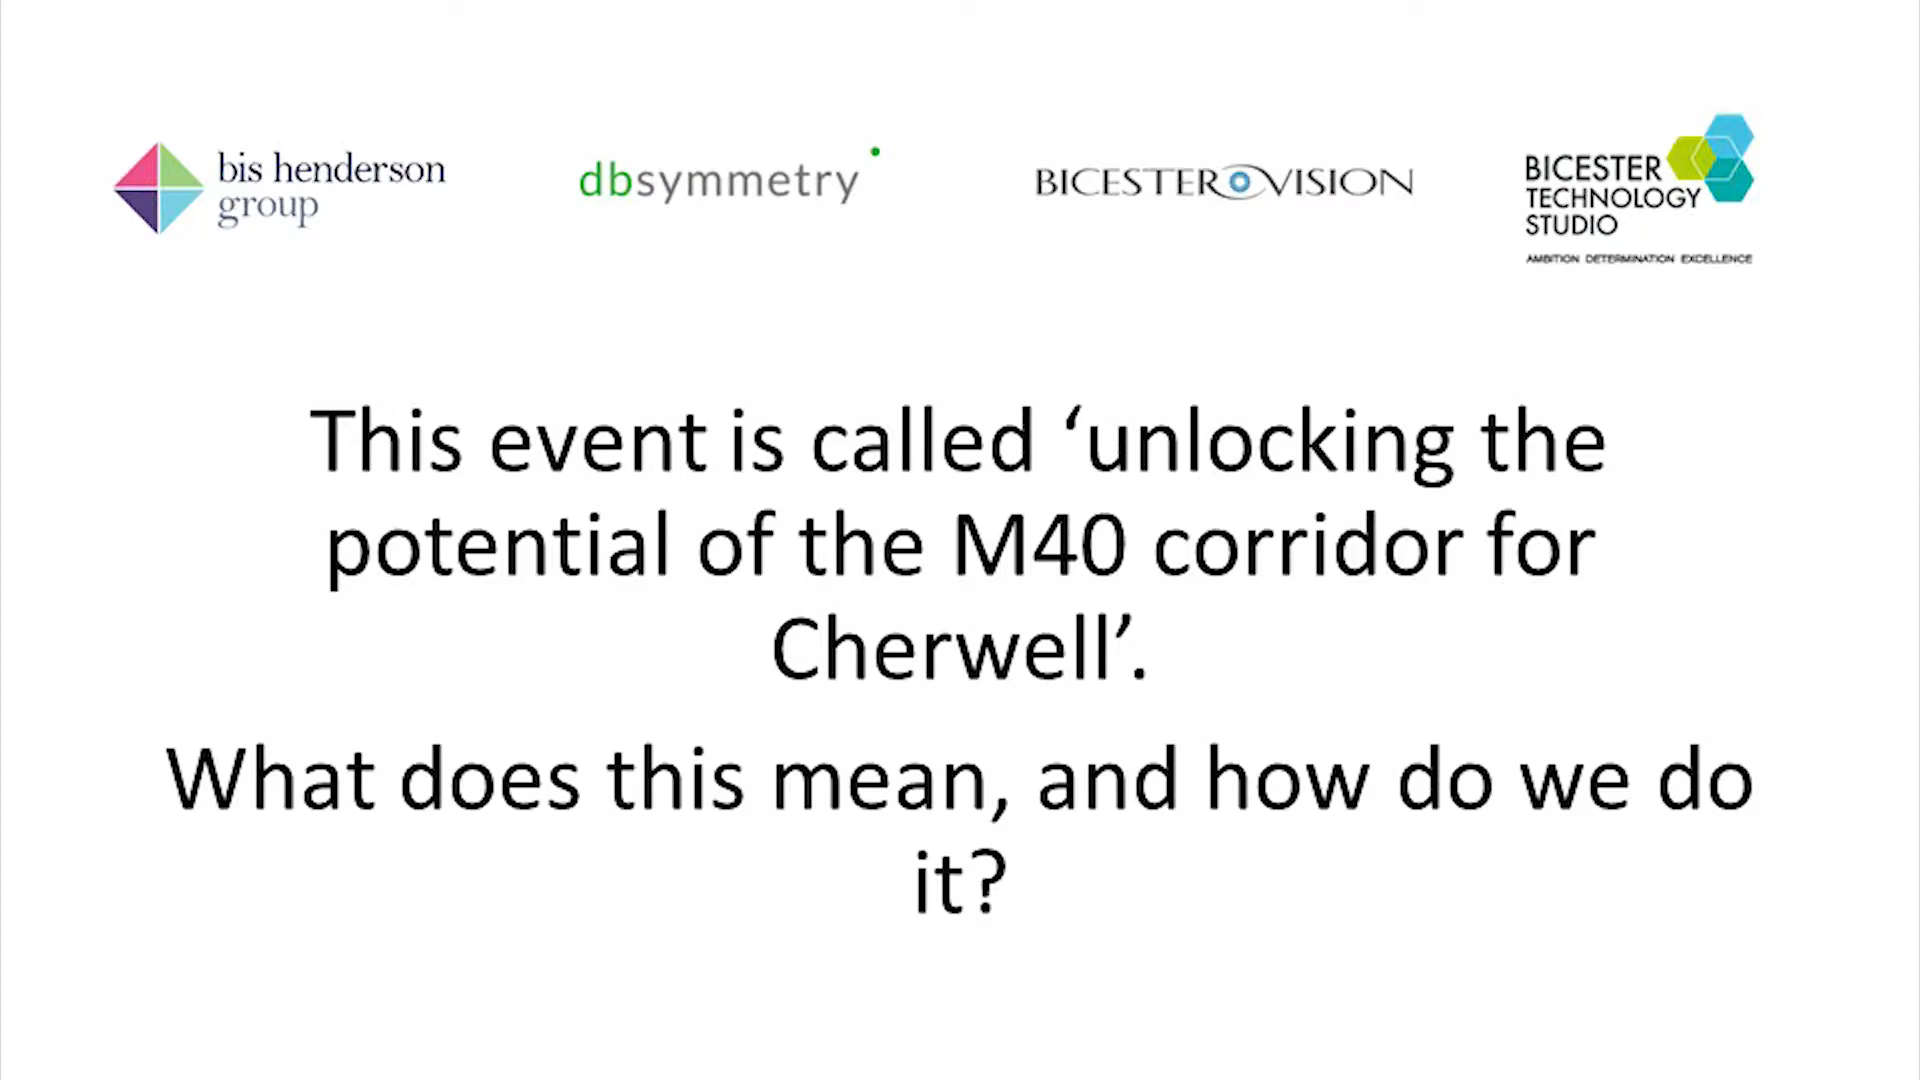 bis henderson
group
dbsymmetry
BICESTER VISION
BICESTER
TECHNOLOGY
STUDIO
AMBITION DETERMINATION EXCELLENCE
This event is called ‘unlocking the
potential of the M40 corridor for
Cherwell’.
What does this mean, and how do we do
it?